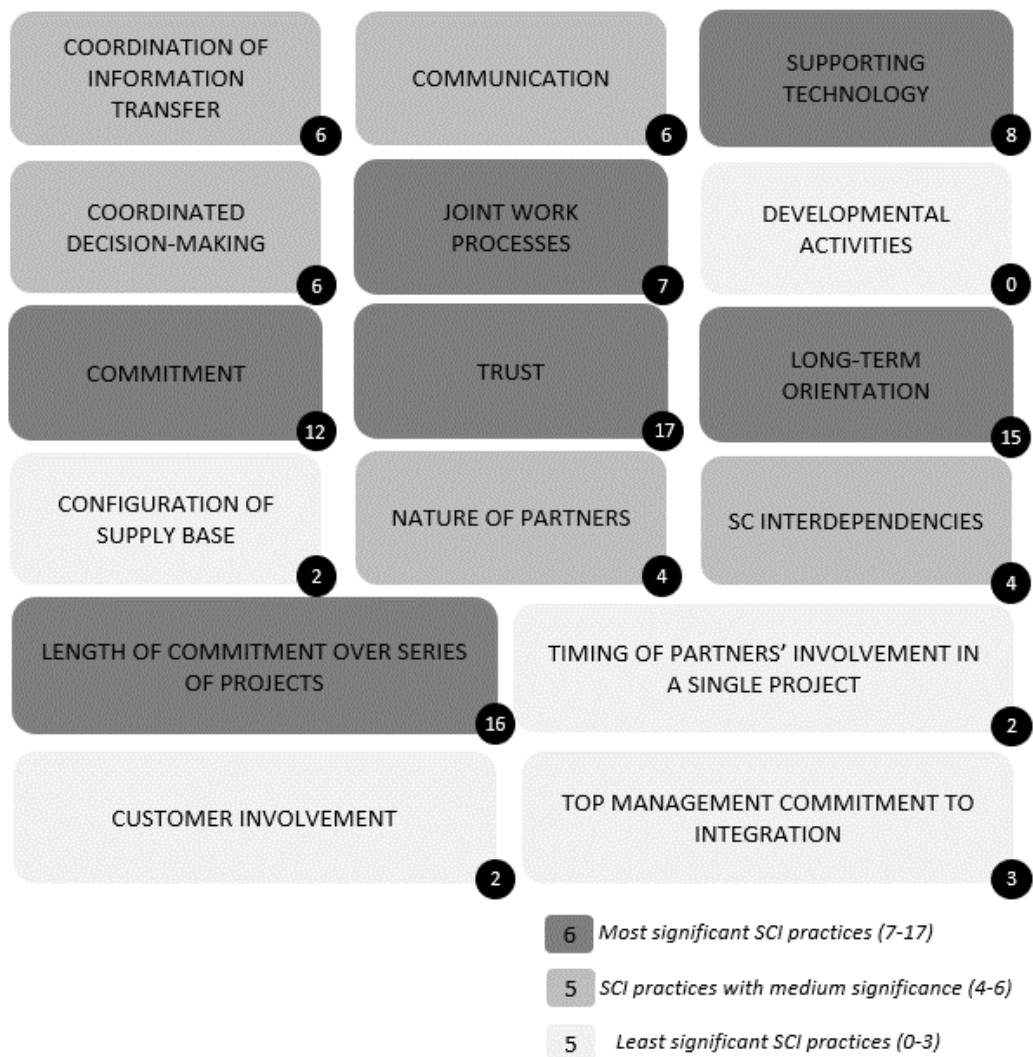 COORDINATION OF
INFORMATION
TRANSFER
6
COMMUNICATION
6
SUPPORTING
TECHNOLOGY
8
COORDINATED
DECISION-MAKING
6
JOINT WORK
PROCESSES
7
DEVELOPMENTAL
ACTIVITIES
0
COMMITMENT
12
TRUST
17
LONG-TERM
ORIENTATION
15
CONFIGURATION OF
SUPPLY BASE
2
NATURE OF PARTNERS
4
SC INTERDEPENDENCIES
4
LENGTH OF COMMITMENT OVER SERIES
OF PROJECTS
16
TIMING OF PARTNERS’ INVOLVEMENT IN
A SINGLE PROJECT
2
CUSTOMER INVOLVEMENT
2
TOP MANAGEMENT COMMITMENT TO
INTEGRATION
3
6 Most significant SCI practices (7-17)
5 SCI practices with medium significance (4-6)
5 Least significant SCI practices (0-3)